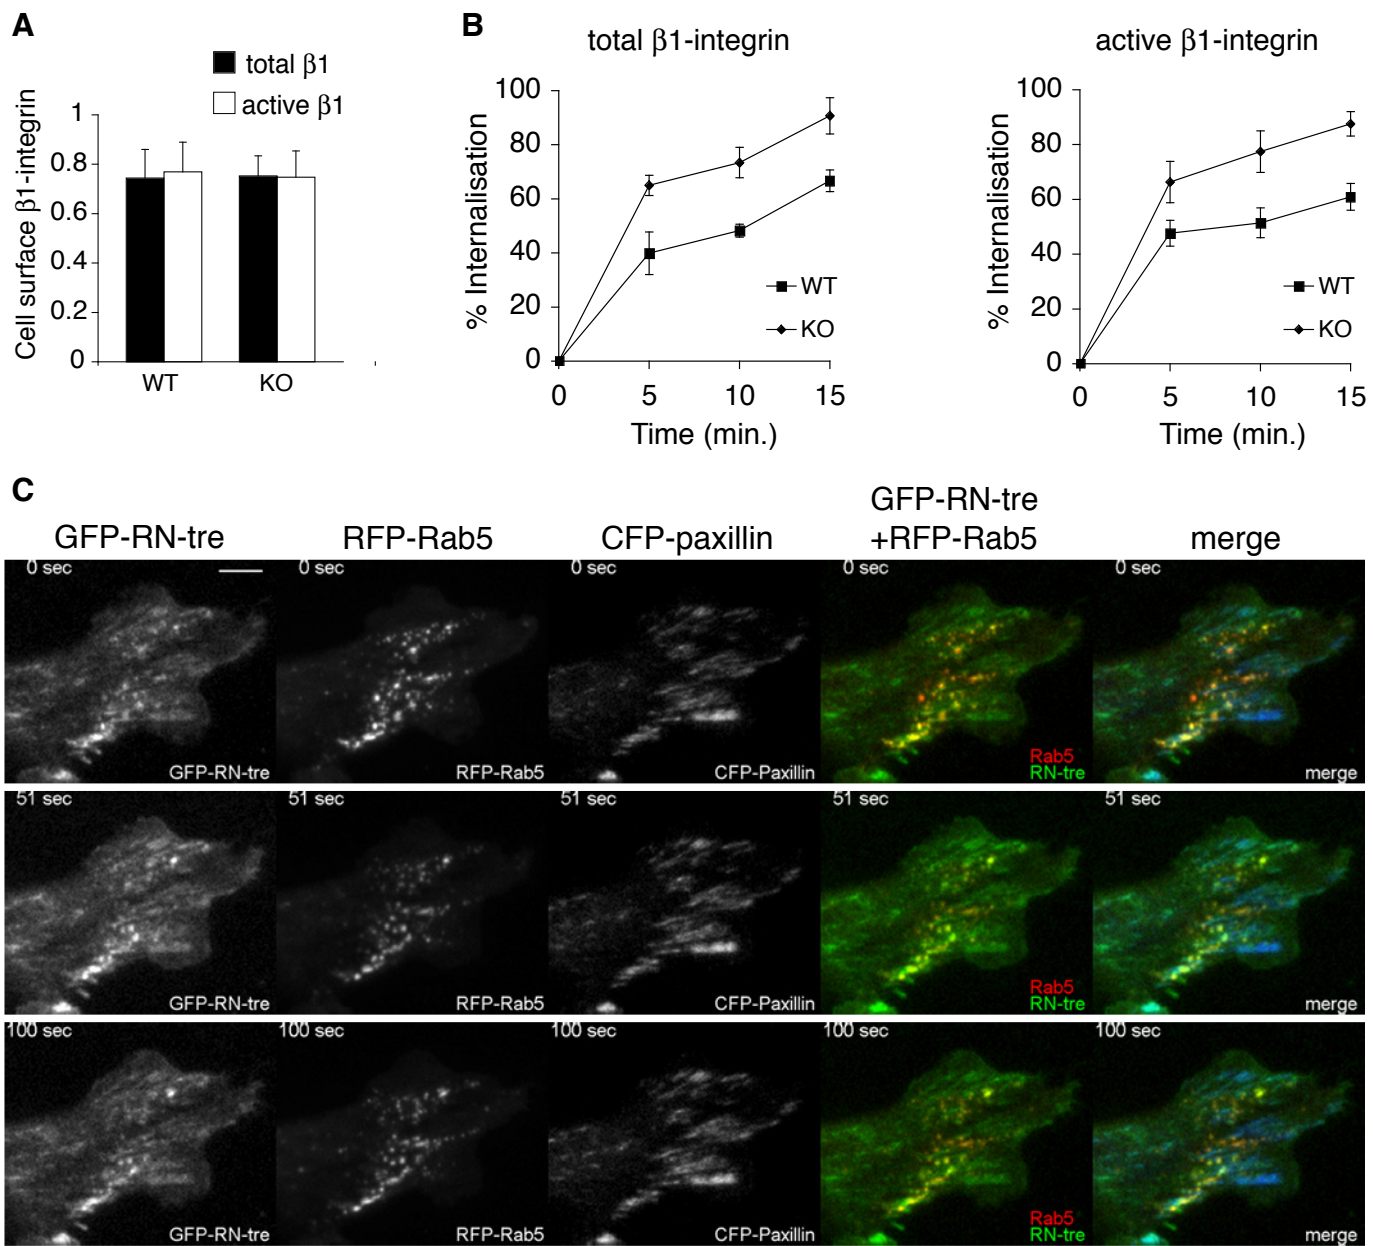 A
total β1
active β1
Cell surface β1-integrin
1
0.8
0.6
0.4
0.2
0
WT
KO
B
total β1-integrin
% Internalisation
100
80
60
40
20
0
WT
KO
0 5 10 15
Time (min.)
active β1-integrin
% Internalisation
100
80
60
40
20
0
WT
KO
0 5 10 15
Time (min.)
C
GFP-RN-tre
RFP-Rab5
CFP-paxillin
GFP-RN-tre
+RFP-Rab5
merge
0 sec
GFP-RN-tre
0 sec
RFP-Rab5
0 sec
CFP-Paxillin
0 sec
Rab5
RN-tre
0 sec
merge
51 sec
GFP-RN-tre
51 sec
RFP-Rab5
51 sec
CFP-Paxillin
51 sec
Rab5
RN-tre
51 sec
merge
100 sec
GFP-RN-tre
100 sec
RFP-Rab5
100 sec
CFP-Paxillin
100 sec
Rab5
RN-tre
100 sec
merge